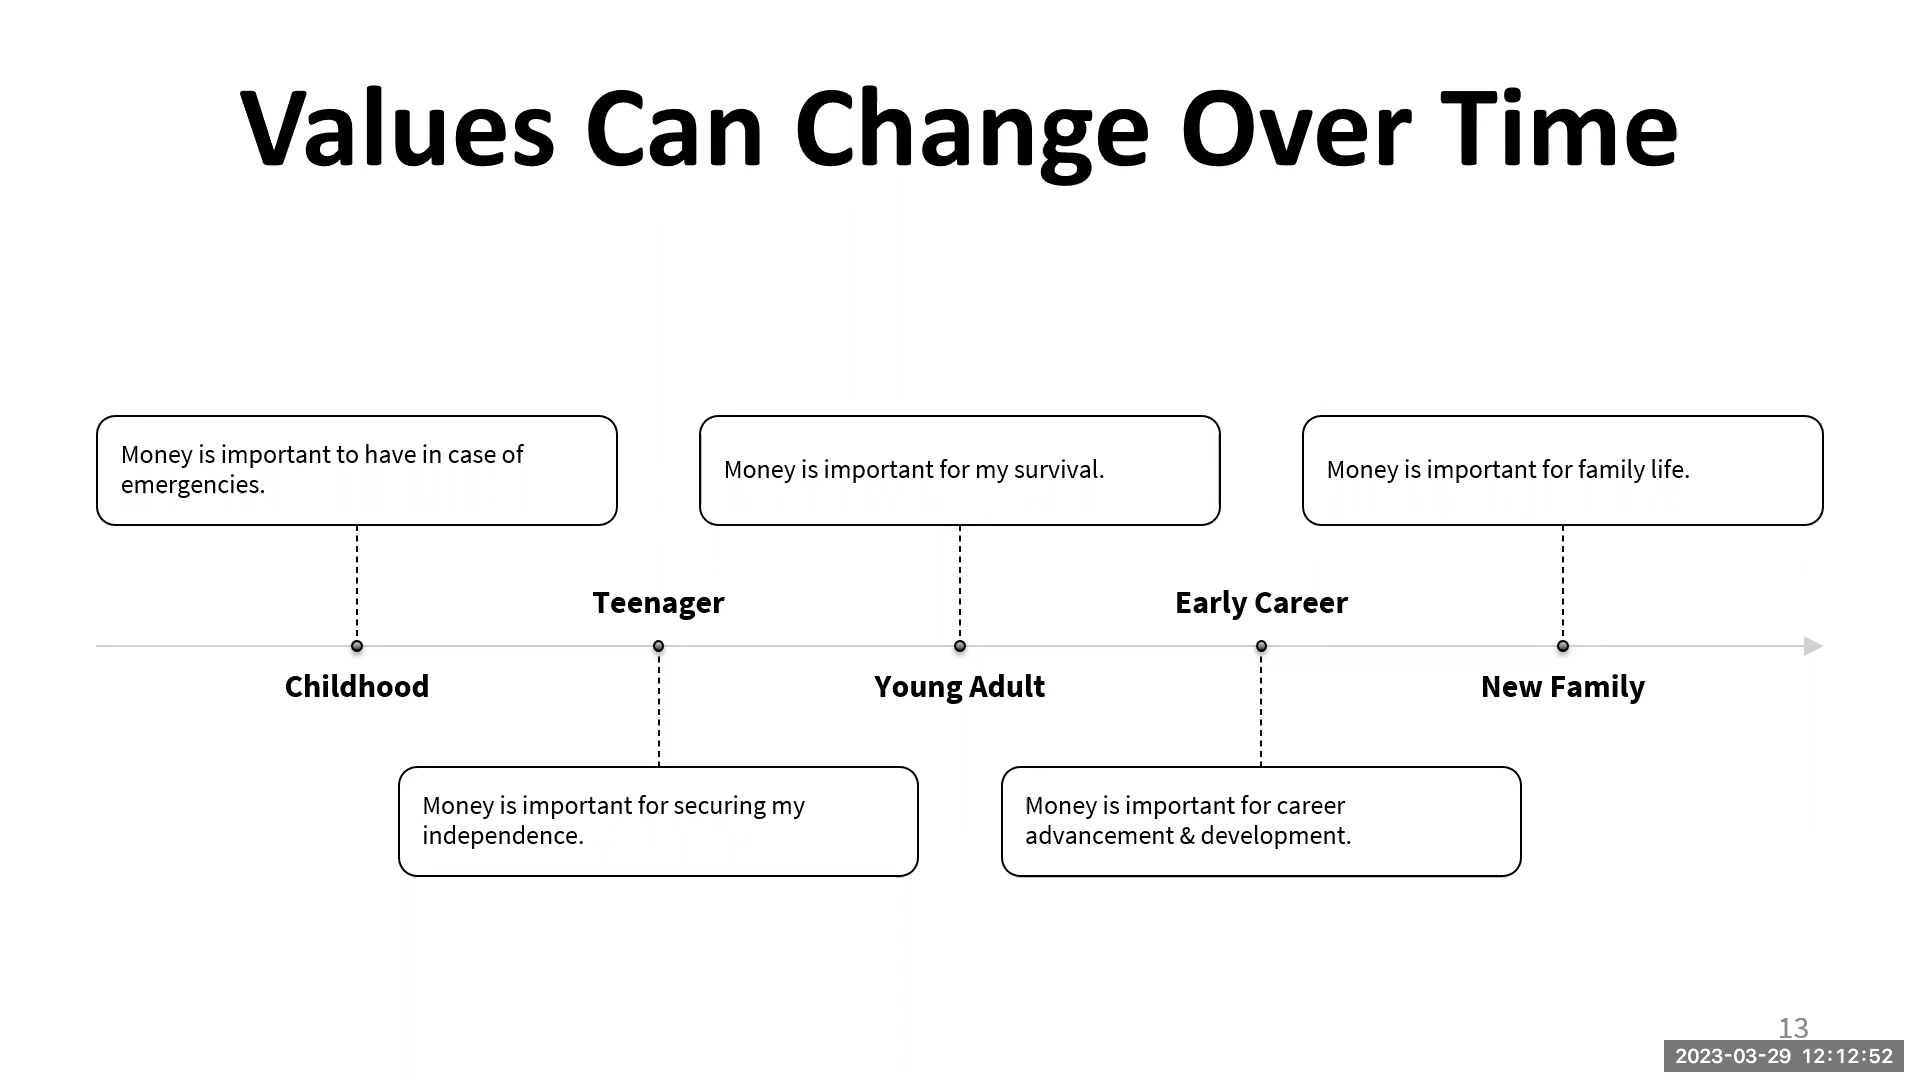 Values Can Change Over Time
Money is important to have in case of
emergencies.
Money is important for my survival.
Money is important for family life.
Teenager
Early Career
Childhood
Young Adult
New Family
Money is important for securing my
independence.
Money is important for career
advancement & development.
13
2023-03-29 12:12:52